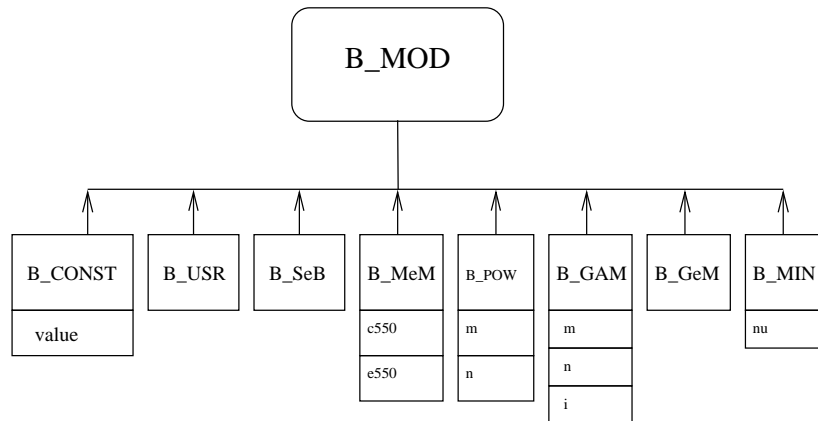 B_MOD
B_CONST B_USR B_SeB B_MeM B_POW B_GAM B_GeM B_MIN
value c550 m m nu
e550 n n
i